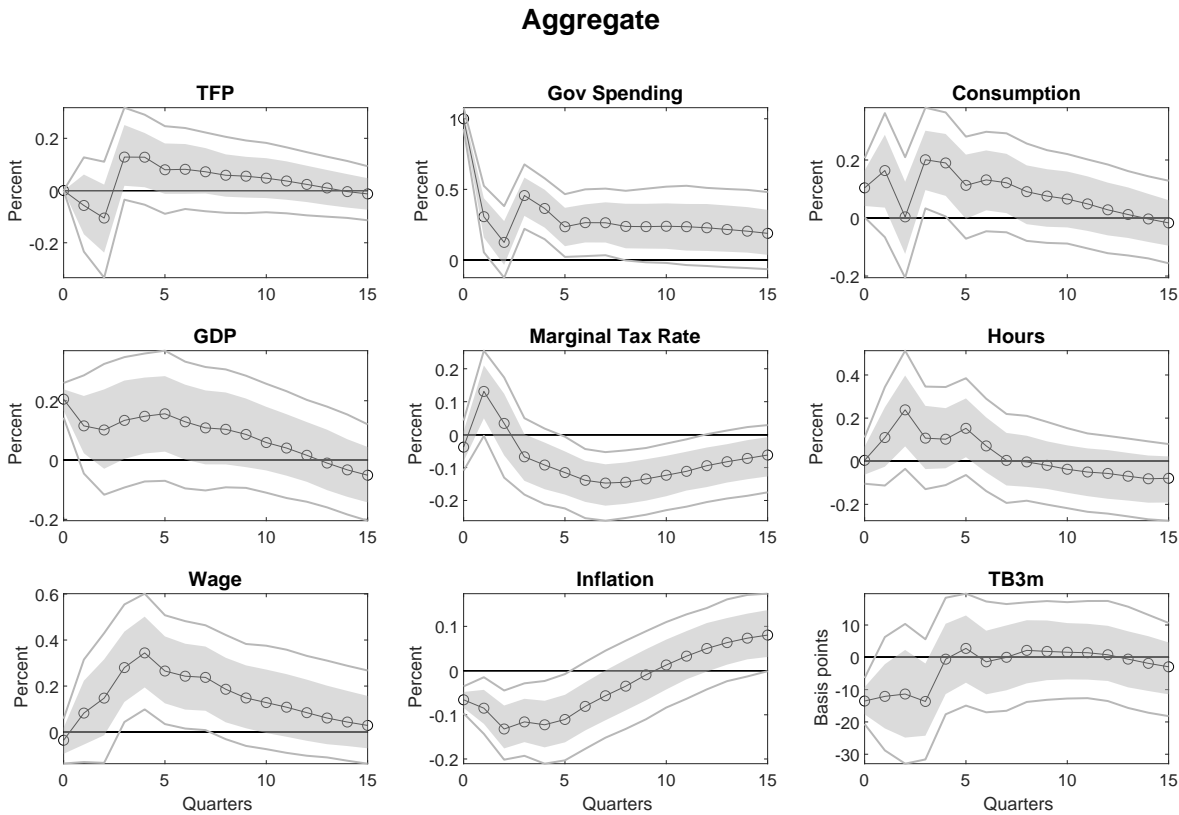 Aggregate
TFP
Gov Spending
Consumption
Percent
0.2
0
-0.2
0 5 10 15
Percent
1
0.5
0
0 5 10 15
Percent
0.2
0
-0.2
0 5 10 15
GDP
Marginal Tax Rate
Hours
Percent
0.2
0
-0.2
0 5 10 15
Percent
0.2
0.1
0
-0.1
-0.2
0 5 10 15
Percent
0.4
0.2
0
-0.2
0 5 10 15
Wage
Inflation
TB3m
Percent
0.6
0.4
0.2
0
0 5 10 15
Quarters
Percent
0.1
0
-0.1
-0.2
0 5 10 15
Quarters
Basis points
10
0
-10
-20
-30
0 5 10 15
Quarters